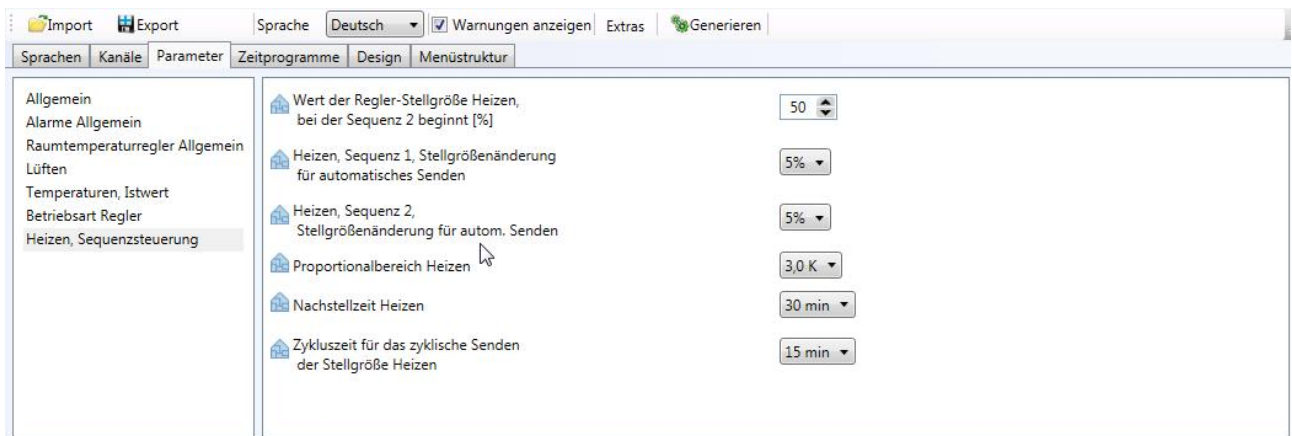 Import Export Sprache Deutsch Warnungen anzeigen Extras Generieren
Sprachen Kanäle Parameter Zeitprogramme Design Menüstruktur
Allgemein
Alarme Allgemein
Raumtemperaturregler Allgemein
Lüften
Temperaturen, Istwert
Betriebsart Regler
Heizen, Sequenzsteuerung
Wert der Regler-Stellgröße Heizen,
bei der Sequenz 2 beginnt [%] 50
Heizen, Sequenz 1, Stellgrößenänderung
für automatisches Senden 5%
Heizen, Sequenz 2,
Stellgrößenänderung für autom. Senden 5%
Proportionalbereich Heizen 3,0 K
Nachstellzeit Heizen 30 min
Zykluszeit für das zyklische Senden
der Stellgröße Heizen 15 min